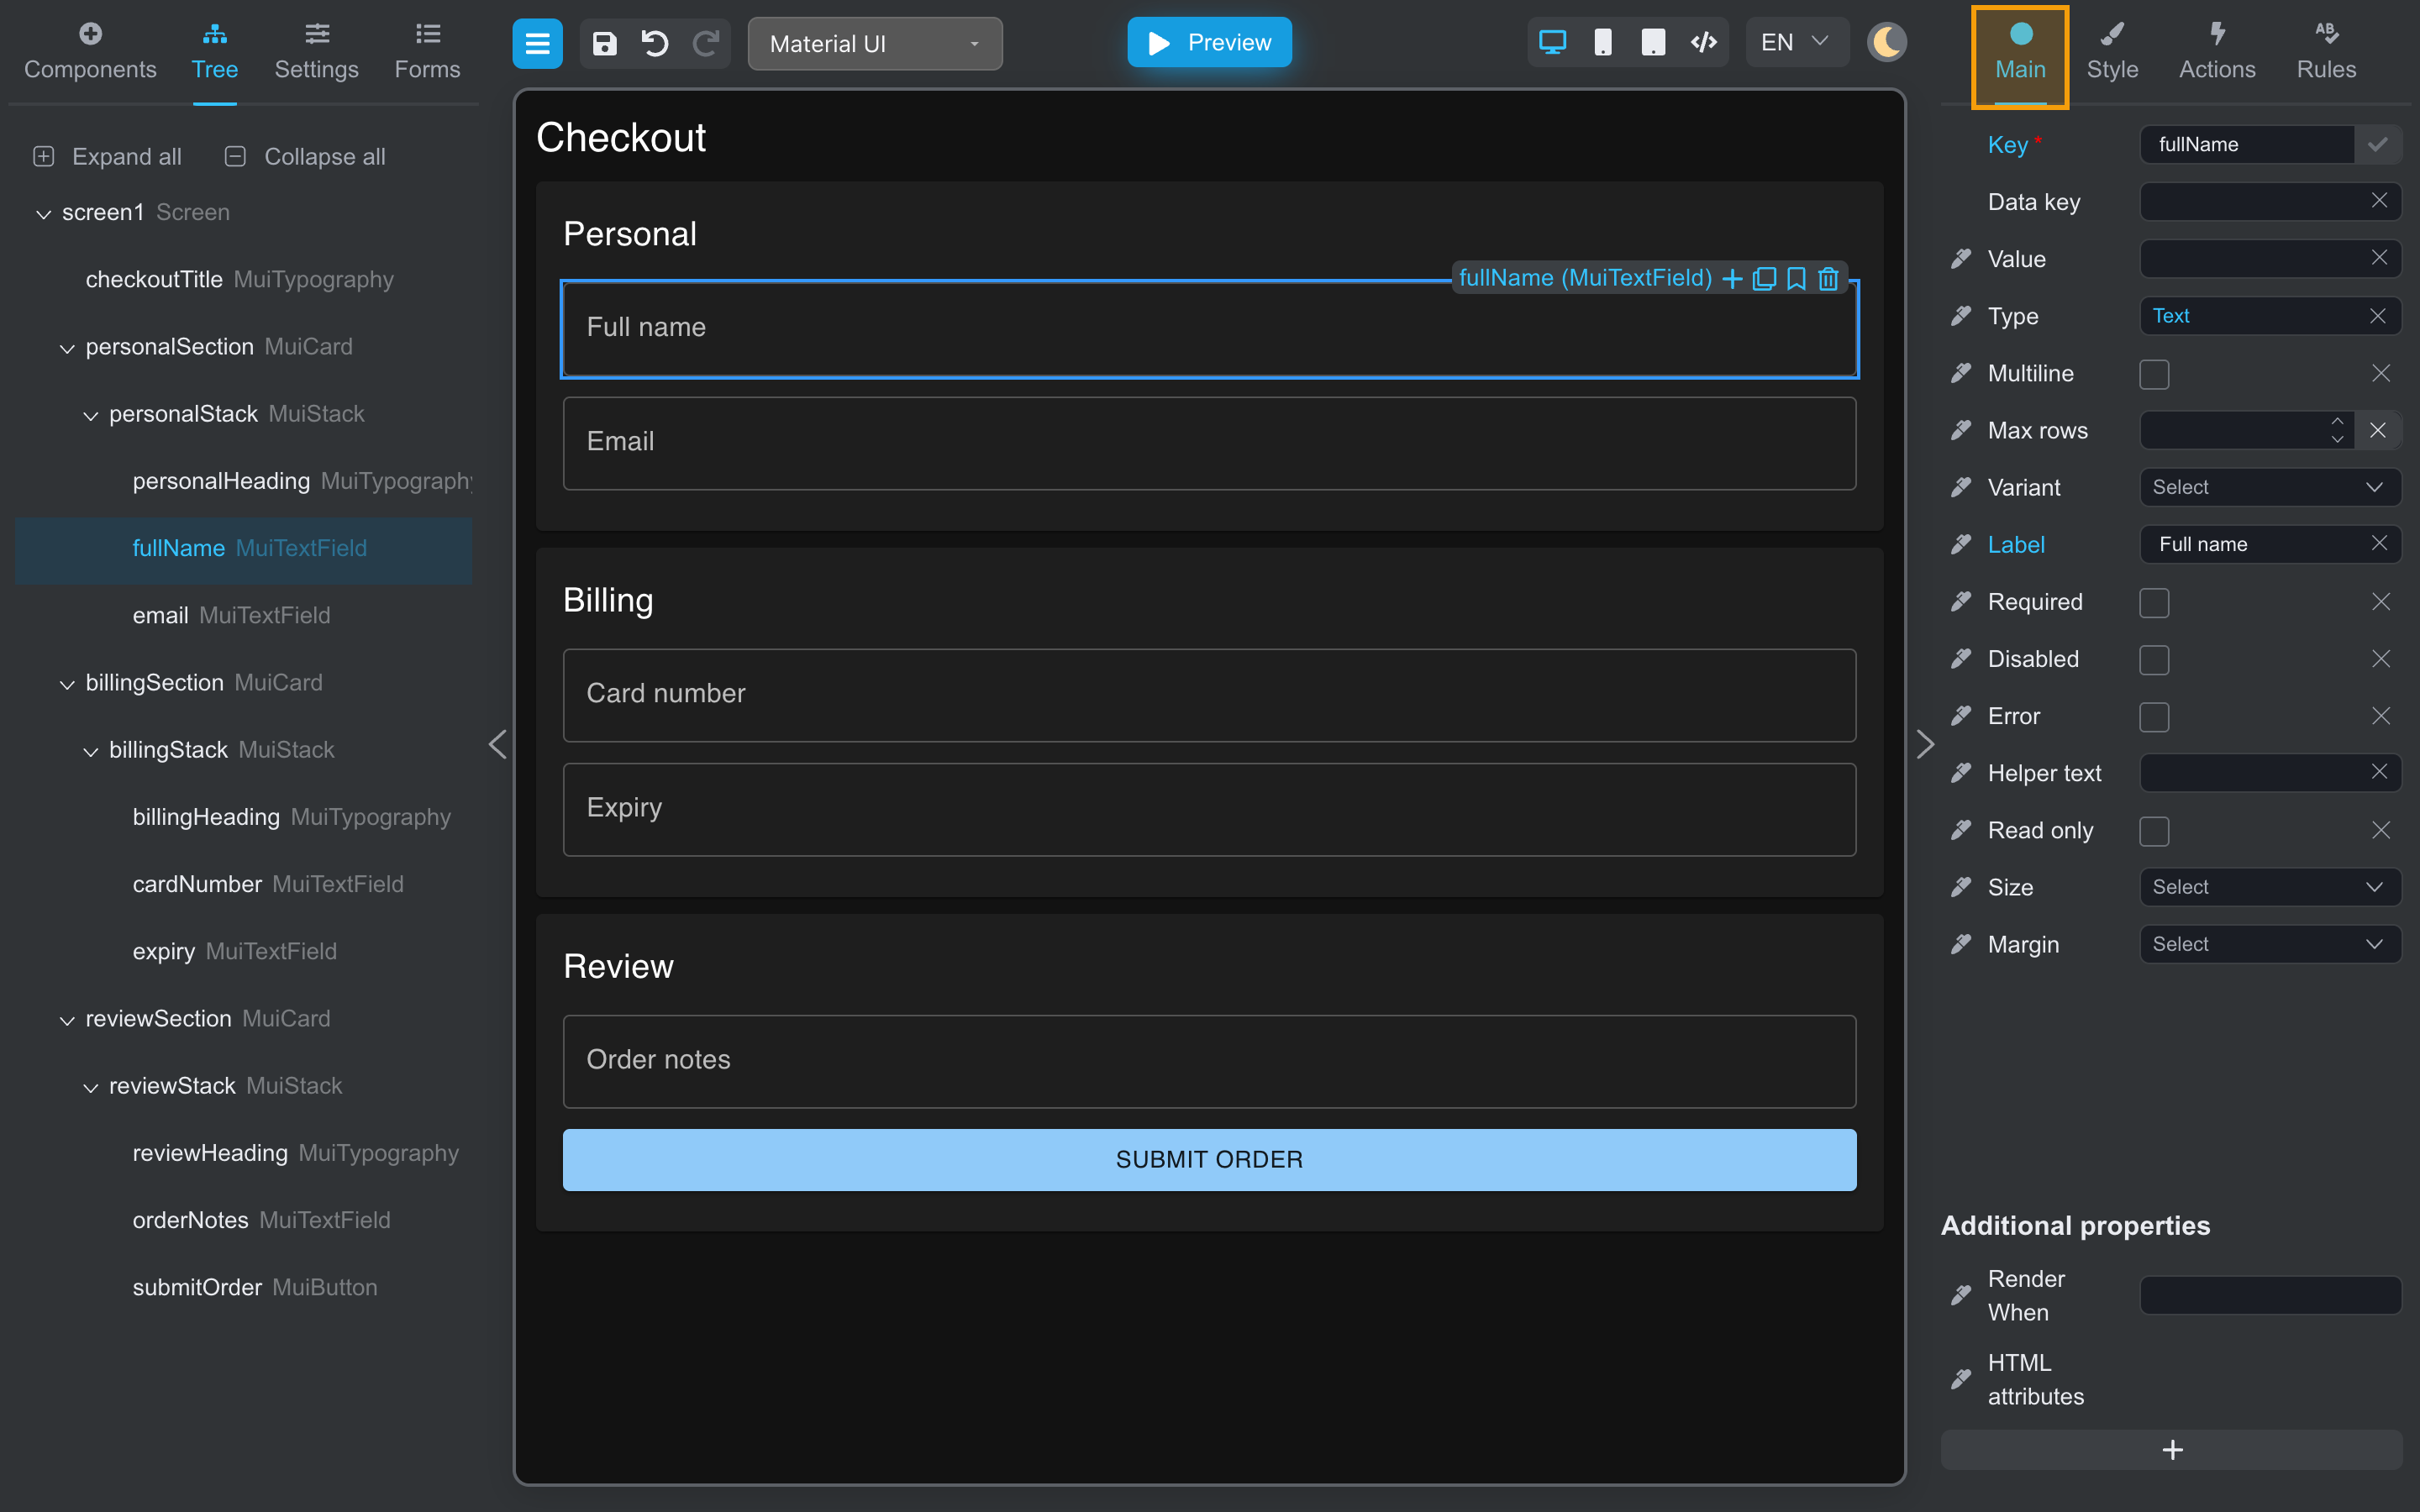 Components
Tree
Settings
Forms
Material UI
Preview
EN
Main
Style
Actions
AB
Rules
Expand all
Collapse all
screen1 Screen
checkoutTitle MuiTypography
personalSection MuiCard
personalStack MuiStack
personalHeading MuiTypography
fullName MuiTextField
email MuiTextField
billingSection MuiCard
billingStack MuiStack
billingHeading MuiTypography
cardNumber MuiTextField
expiry MuiTextField
reviewSection MuiCard
reviewStack MuiStack
reviewHeading MuiTypography
orderNotes MuiTextField
submitOrder MuiButton
Checkout
Personal
fullName (MuiTextField)
Full name
Email
Billing
Card number
Expiry
Review
Order notes
SUBMIT ORDER
Key * fullName
Data key
Value
Type Text
Multiline
Max rows
Variant Select
Label Full name
Required
Disabled
Error
Helper text
Read only
Size Select
Margin Select
Additional properties
Render
When
HTML
attributes